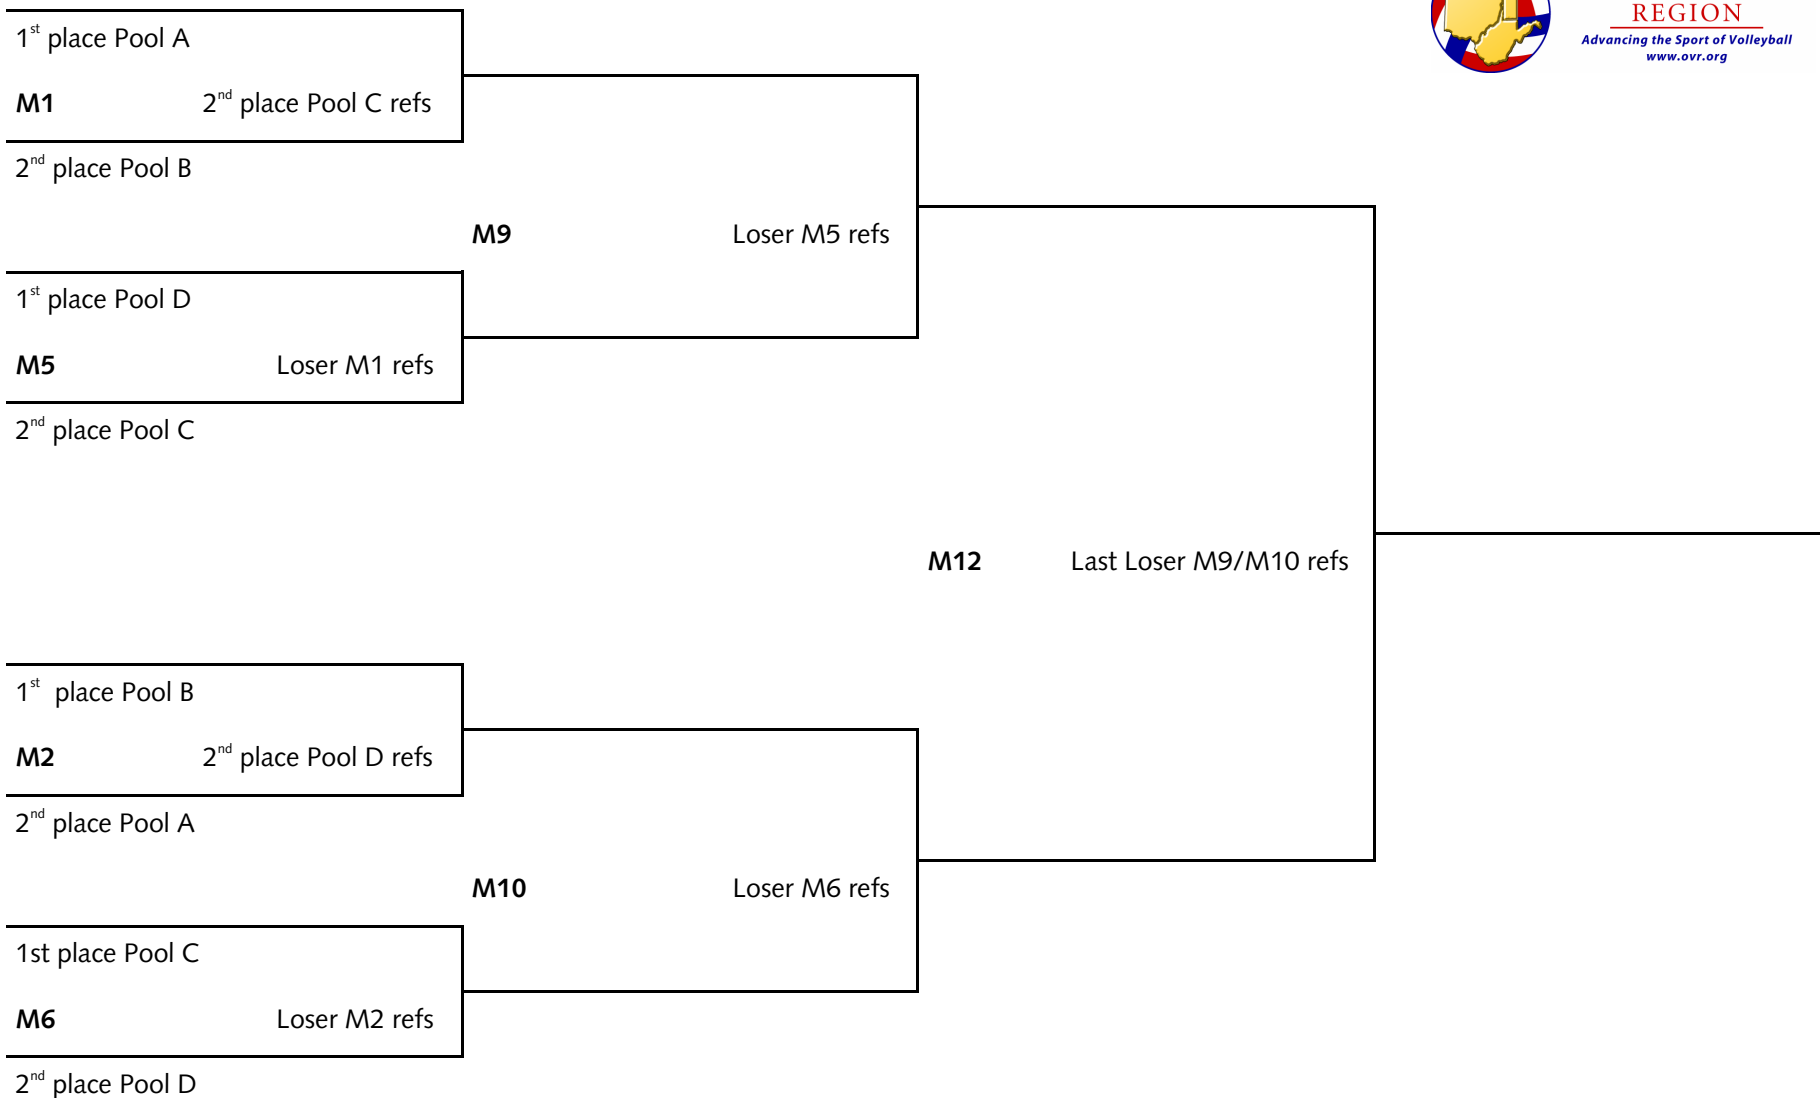 REGION
Advancing the Sport of Volleyball
www.ovr.org
1st place Pool A
M1 2nd place Pool C refs
2nd place Pool B
M9 Loser M5 refs
1st place Pool D
M5 Loser M1 refs
2nd place Pool C
M12 Last Loser M9/M10 refs
1st place Pool B
M2 2nd place Pool D refs
2nd place Pool A
M10 Loser M6 refs
1st place Pool C
M6 Loser M2 refs
2nd place Pool D